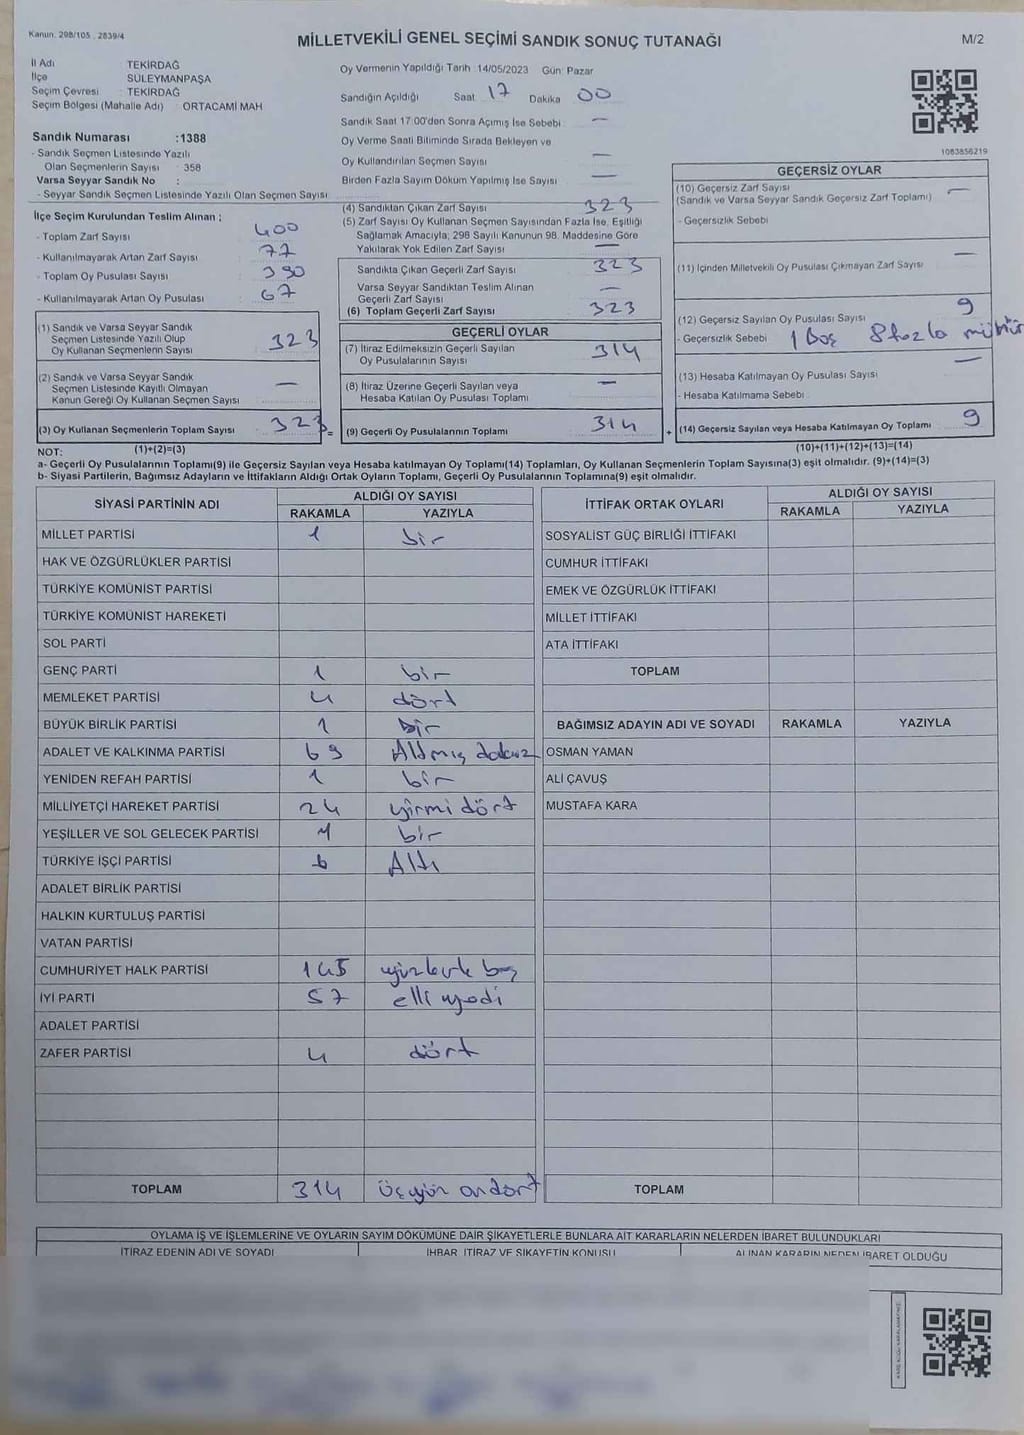 Kanun. 298/105 , 2839/4
MİLLETVEKİLİ GENEL SEÇİMİ SANDIK SONUÇ TUTANAĞI
M/2
İl Adı TEKİRDAĞ
İlçe SÜLEYMANPAŞA
Seçim Çevresi : TEKİRDAĞ
Seçim Bölgesi (Mahalle Adı) : ORTACAMİ MAH
Sandık Numarası :1388
- Sandık Seçmen Listesinde Yazılı
Olan Seçmenlerin Sayısı : 358
Varsa Seyyar Sandık No :
- Seyyar Sandık Seçmen Listesinde Yazılı Olan Seçmen Sayısı
Oy Vermenin Yapıldığı Tarih :14/05/2023 Gün: Pazar
Sandığın Açıldığı Saat 17 Dakika 00
Sandık Saat 17:00'den Sonra Açımış İse Sebebi : —
Oy Verme Saati Bitiminde Sırada Bekleyen ve
Oy Kullandırılan Seçmen Sayısı —
Birden Fazla Sayım Döküm Yapılmış İse Sayısı —
1083856219
İlçe Seçim Kurulundan Teslim Alınan ;
- Toplam Zarf Sayısı : 400
- Kullanılmayarak Artan Zarf Sayısı : 77
- Toplam Oy Pusulası Sayısı : 390
- Kullanılmayarak Artan Oy Pusulası : 67
(1) Sandık ve Varsa Seyyar Sandık
Seçmen Listesinde Yazılı Olup
Oy Kullanan Seçmenlerin Sayısı : 323
(2) Sandık ve Varsa Seyyar Sandık
Seçmen Listesinde Kayıtlı Olmayan
Kanun Gereği Oy Kullanan Seçmen Sayısı : —
(3) Oy Kullanan Seçmenlerin Toplam Sayısı : 323 =
(1)+(2)=(3)
(4) Sandıktan Çıkan Zarf Sayısı 323
(5) Zarf Sayısı Oy Kullanan Seçmen Sayısından Fazla İse, Eşitliği
Sağlamak Amacıyla, 298 Sayılı Kanunun 98. Maddesine Göre
Yakılarak Yok Edilen Zarf Sayısı : —
Sandıkta Çıkan Geçerli Zarf Sayısı : 323
Varsa Seyyar Sandıktan Teslim Alınan
Geçerli Zarf Sayısı : —
(6) Toplam Geçerli Zarf Sayısı : 323
GEÇERLİ OYLAR
(7) İtiraz Edilmeksizin Geçerli Sayılan
Oy Pusulalarının Sayısı : 314
(8) İtiraz Üzerine Geçerli Sayılan veya
Hesaba Katılan Oy Pusulası Toplamı : —
(9) Geçerli Oy Pusulalarının Toplamı : 314 +
GEÇERSİZ OYLAR
(10) Geçersiz Zarf Sayısı : —
(Sandık ve Varsa Seyyar Sandık Geçersiz Zarf Toplamı)
- Geçersizlik Sebebi :
(11) İçinden Milletvekili Oy Pusulası Çıkmayan Zarf Sayısı : —
(12) Geçersiz Sayılan Oy Pusulası Sayısı : 9
- Geçersizlik Sebebi : 1 Boş 8 fazla mühür
(13) Hesaba Katılmayan Oy Pusulası Sayısı : —
- Hesaba Katılmama Sebebi :
(14) Geçersiz Sayılan veya Hesaba Katılmayan Oy Toplamı : 9
(10)+(11)+(12)+(13)=(14)
NOT:
a- Geçerli Oy Pusulalarının Toplamı(9) ile Geçersiz Sayılan veya Hesaba katılmayan Oy Toplamı(14) Toplamları, Oy Kullanan Seçmenlerin Toplam Sayısına(3) eşit olmalıdır. (9)+(14)=(3)
b- Siyasi Partilerin, Bağımsız Adayların ve İttifakların Aldığı Ortak Oyların Toplamı, Geçerli Oy Pusulalarının Toplamına(9) eşit olmalıdır.
SİYASİ PARTİNİN ADI ALDIĞI OY SAYISI
RAKAMLA YAZIYLA
MİLLET PARTİSİ 1 bir
HAK VE ÖZGÜRLÜKLER PARTİSİ
TÜRKİYE KOMÜNİST PARTİSİ
TÜRKİYE KOMÜNİST HAREKETİ
SOL PARTİ
GENÇ PARTİ 1 bir
MEMLEKET PARTİSİ 4 dört
BÜYÜK BİRLİK PARTİSİ 1 bir
ADALET VE KALKINMA PARTİSİ 69 Altmış dokuz
YENİDEN REFAH PARTİSİ 1 bir
MİLLİYETÇİ HAREKET PARTİSİ 24 yirmi dört
YEŞİLLER VE SOL GELECEK PARTİSİ 1 bir
TÜRKİYE İŞÇİ PARTİSİ 6 Altı
ADALET BİRLİK PARTİSİ
HALKIN KURTULUŞ PARTİSİ
VATAN PARTİSİ
CUMHURİYET HALK PARTİSİ 145 yüzkırk beş
İYİ PARTİ 57 elli yedi
ADALET PARTİSİ
ZAFER PARTİSİ 4 dört
TOPLAM 314 Üçyüz ondört
İTTİFAK ORTAK OYLARI ALDIĞI OY SAYISI
RAKAMLA YAZIYLA
SOSYALİST GÜÇ BİRLİĞİ İTTİFAKI
CUMHUR İTTİFAKI
EMEK VE ÖZGÜRLÜK İTTİFAKI
MİLLET İTTİFAKI
ATA İTTİFAKI
TOPLAM
BAĞIMSIZ ADAYIN ADI VE SOYADI RAKAMLA YAZIYLA
OSMAN YAMAN
ALİ ÇAVUŞ
MUSTAFA KARA
TOPLAM
OYLAMA İŞ VE İŞLEMLERİNE VE OYLARIN SAYIM DÖKÜMÜNE DAİR ŞİKAYETLERLE BUNLARA AİT KARARLARIN NELERDEN İBARET BULUNDUKLARI
İTİRAZ EDENİN ADI VE SOYADI İHBAR, İTİRAZ VE ŞİKAYETİN KONUSU ALINAN KARARIN NEDEN İBARET OLDUĞU